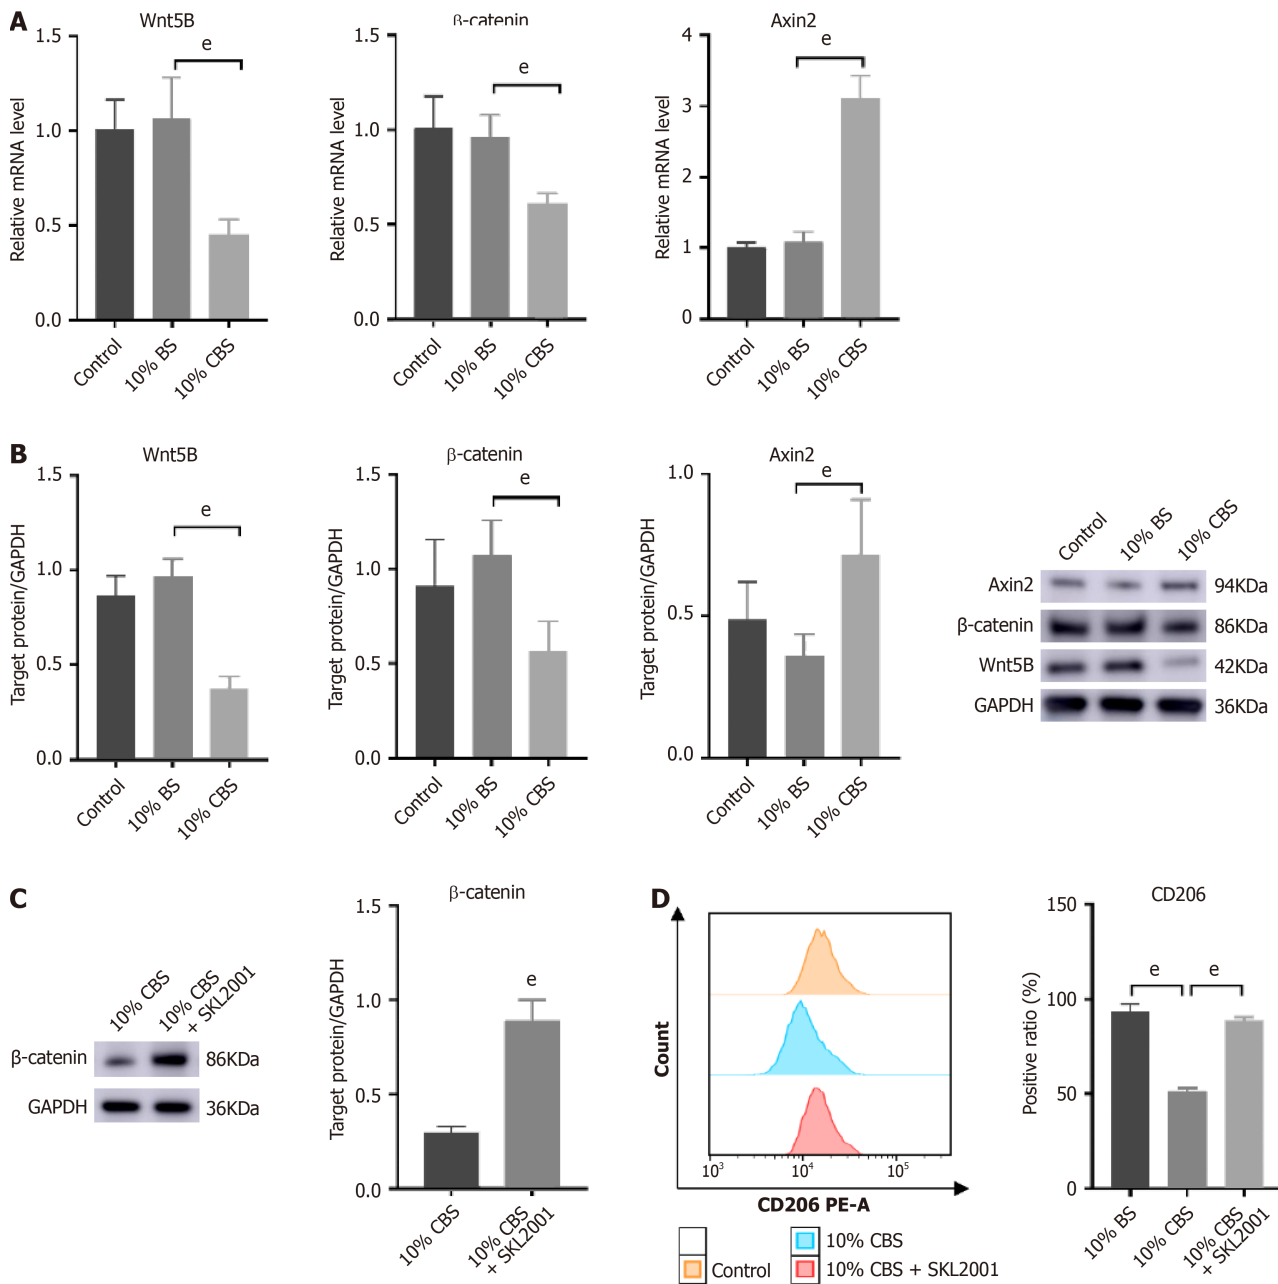 A
Wnt5B
e
Relative mRNA level
1.5
1.0
0.5
0.0
Control
10% BS
10% CBS
β-catenin
e
Relative mRNA level
1.5
1.0
0.5
0.0
Control
10% BS
10% CBS
Axin2
e
Relative mRNA level
4
3
2
1
0
Control
10% BS
10% CBS
B
Wnt5B
e
Target protein/GAPDH
1.5
1.0
0.5
0.0
Control
10% BS
10% CBS
β-catenin
e
Target protein/GAPDH
1.5
1.0
0.5
0.0
Control
10% BS
10% CBS
Axin2
e
Target protein/GAPDH
1.0
0.5
0.0
Control
10% BS
10% CBS
Control
10% BS
10% CBS
Axin2 94KDa
β-catenin 86KDa
Wnt5B 42KDa
GAPDH 36KDa
C
10% CBS
10% CBS
+ SKL2001
β-catenin 86KDa
GAPDH 36KDa
β-catenin
e
Target protein/GAPDH
1.5
1.0
0.5
0.0
10% CBS
10% CBS
+ SKL2001
D
Count
10³ 10⁴ 10⁵
CD206 PE-A
10% CBS
Control
10% CBS + SKL2001
CD206
e e
Positive ratio (%)
150
100
50
0
10% BS
10% CBS
10% CBS
+ SKL2001